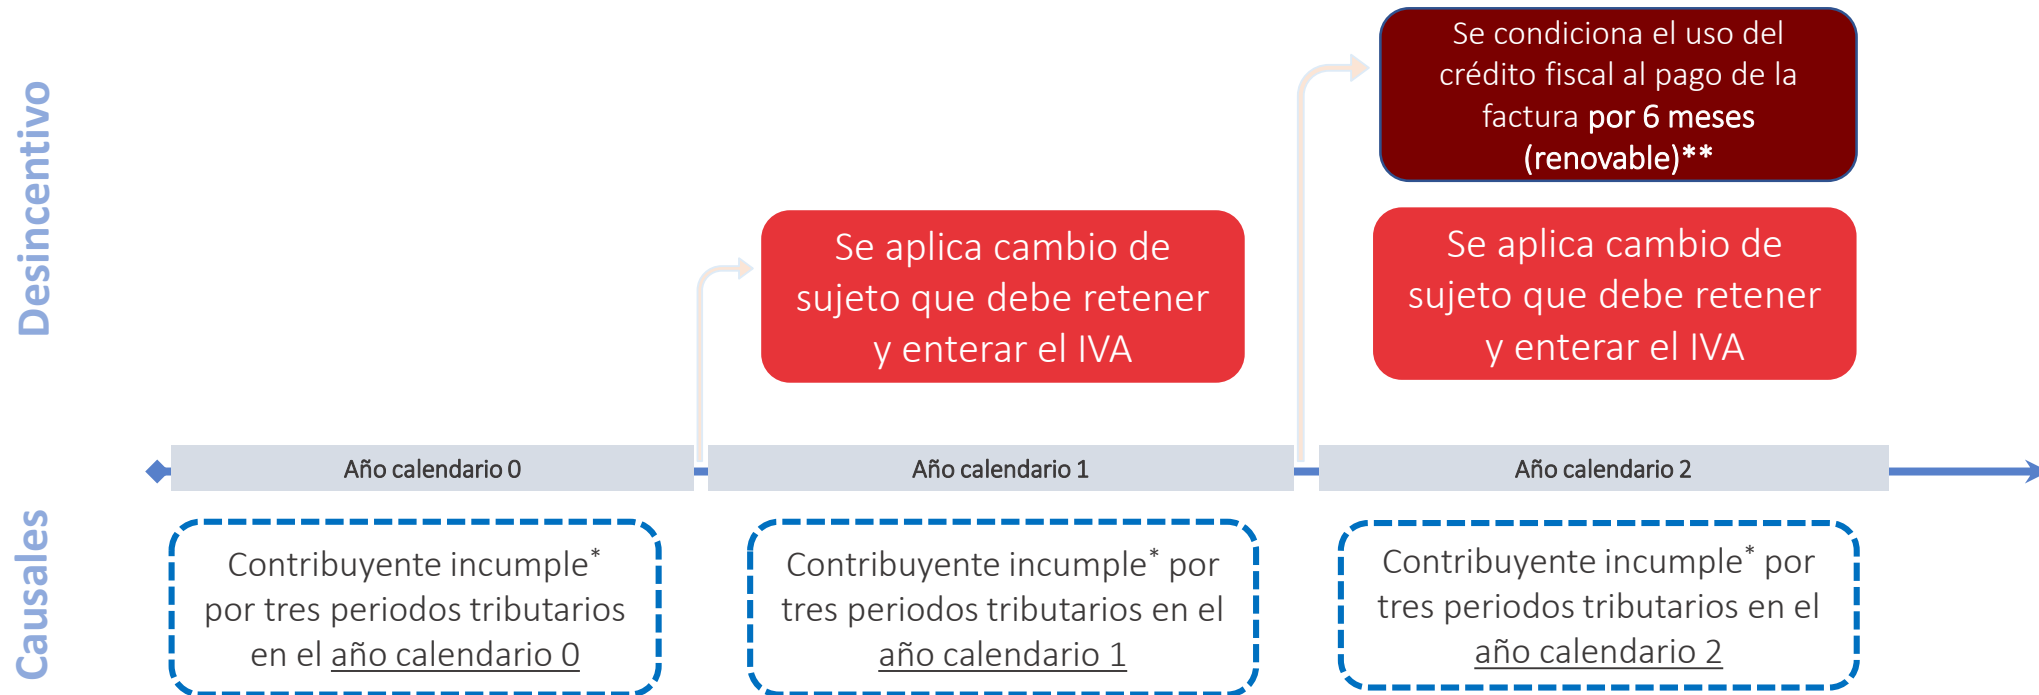 Desincentivo
Se condiciona el uso del
crédito fiscal al pago de la
factura por 6 meses
(renovable)**
Se aplica cambio de
sujeto que debe retener
y enterar el IVA
Se aplica cambio de
sujeto que debe retener
y enterar el IVA
Año calendario 0
Año calendario 1
Año calendario 2
Causales
Contribuyente incumple*
por tres periodos tributarios
en el año calendario 0
Contribuyente incumple* por
tres periodos tributarios en el
año calendario 1
Contribuyente incumple* por
tres periodos tributarios en el
año calendario 2